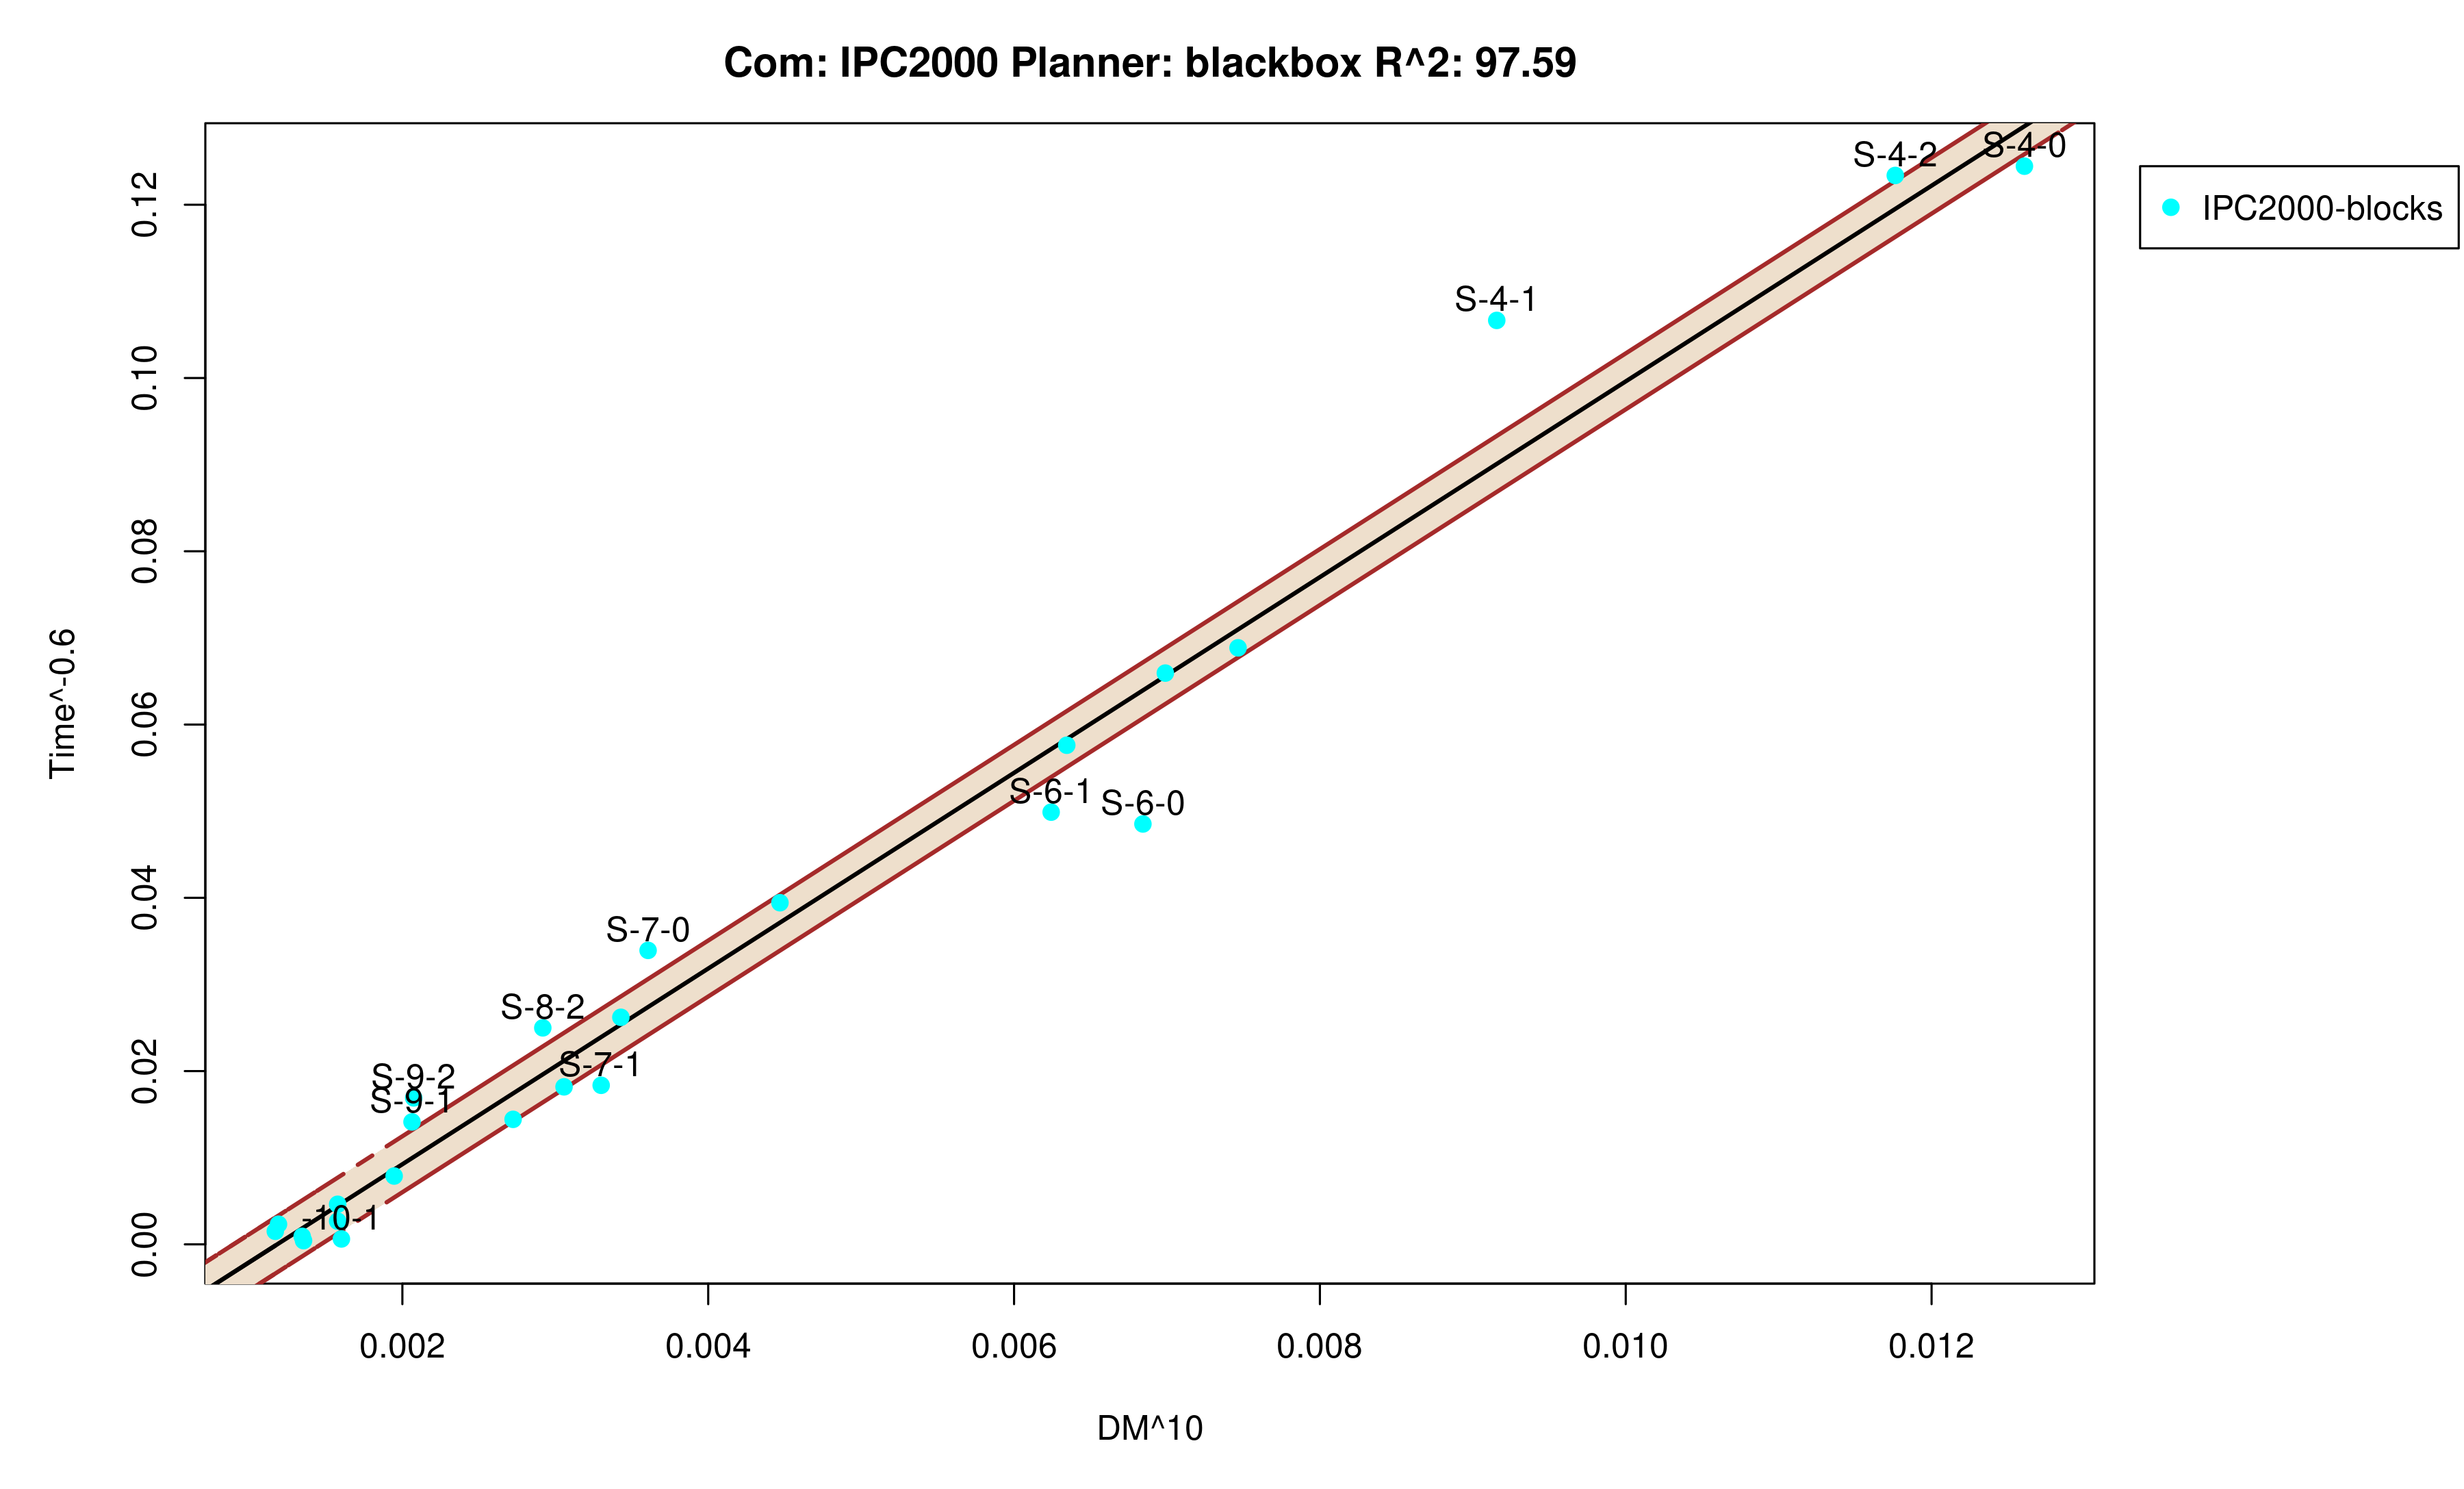 Com: IPC2000 Planner: blackbox R^2: 97.59
IPC2000-blocks
S-4-2
S-4-0
S-4-1
S-6-1
S-6-0
S-7-0
S-8-2
S-7-1
S-9-2
S-9-1
-10-1
Time^-0.6
0.12
0.10
0.08
0.06
0.04
0.02
0.00
0.002 0.004 0.006 0.008 0.010 0.012
DM^10